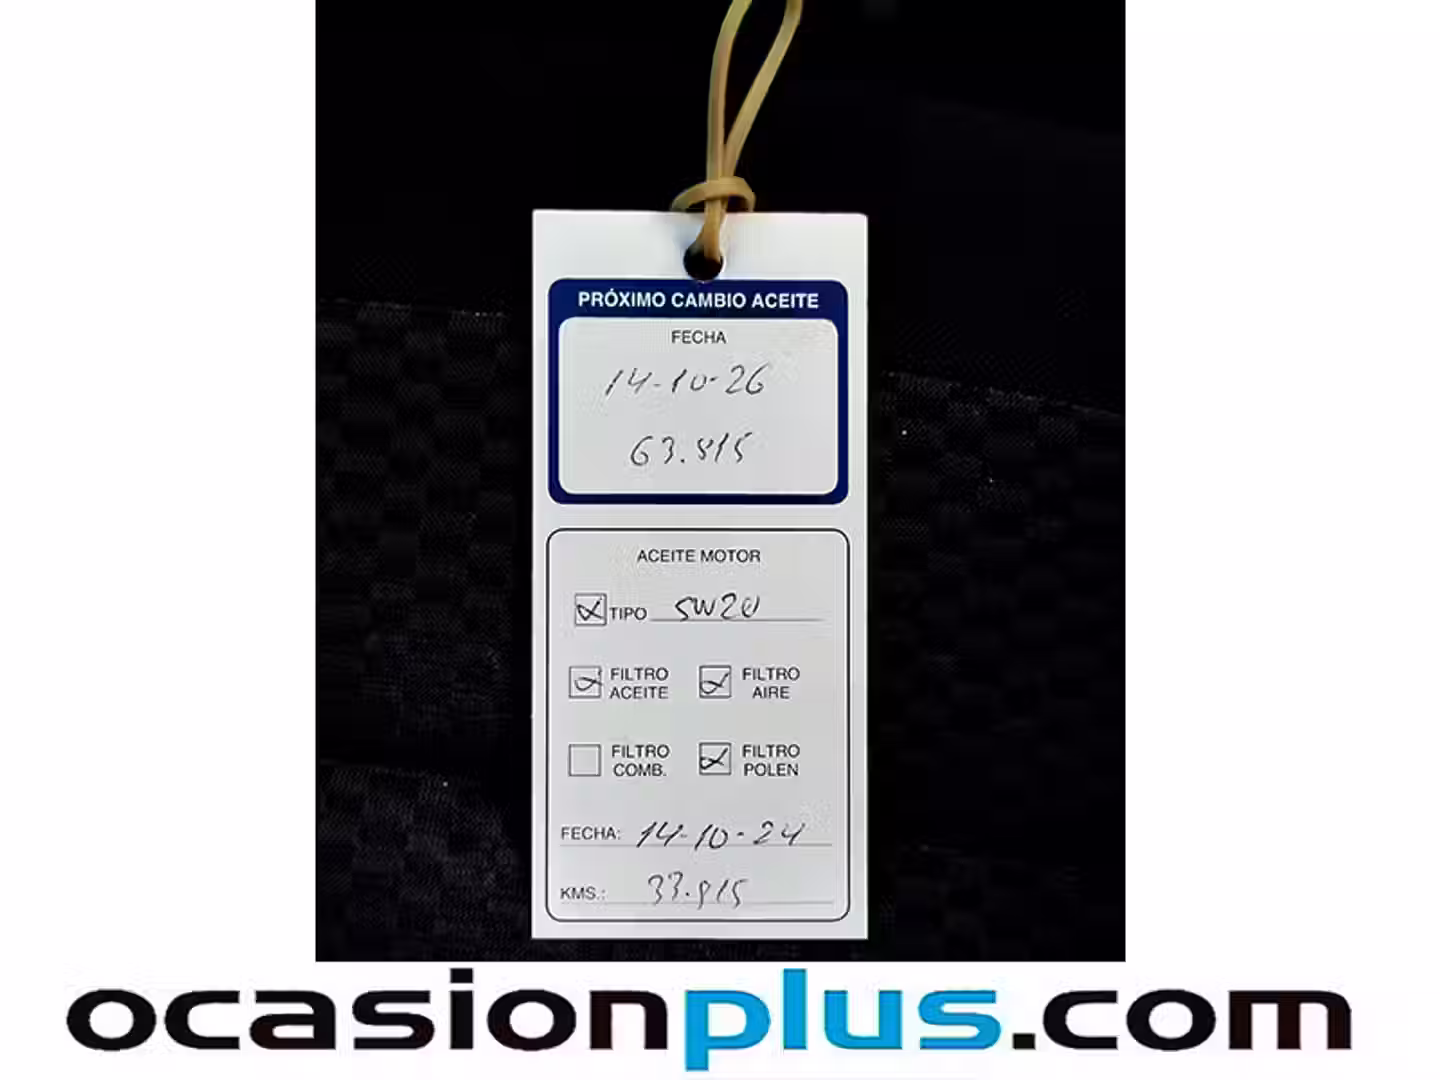 PRÓXIMO CAMBIO ACEITE
FECHA
14-10-26
63.815
ACEITE MOTOR
TIPO 5W20
FILTRO ACEITE
FILTRO AIRE
FILTRO COMB.
FILTRO POLEN
FECHA: 14-10-24
KMS.: 33.815
ocasionplus.com